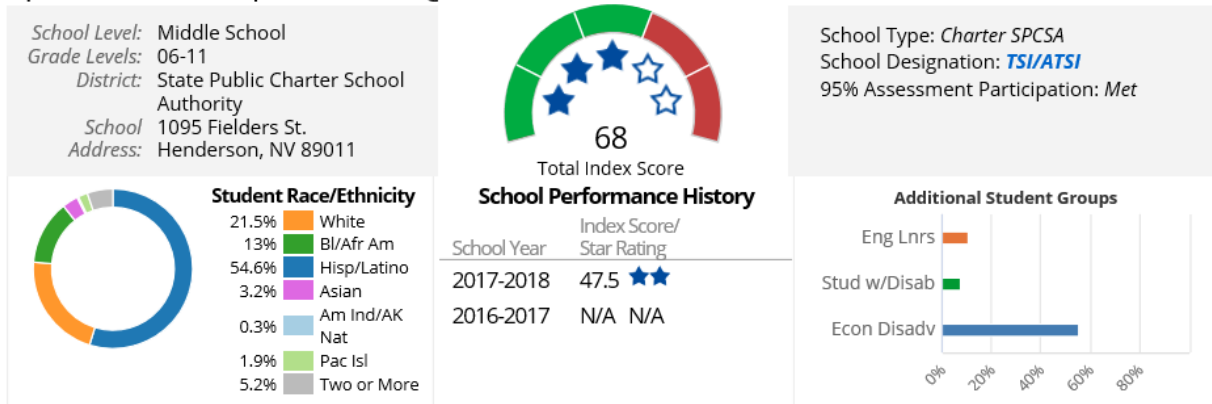 School Level: Middle School
Grade Levels: 06-11
District: State Public Charter School
Authority
School 1095 Fielders St.
Address: Henderson, NV 89011
68
Total Index Score
School Type: Charter SPCSA
School Designation: TSI/ATSI
95% Assessment Participation: Met
Student Race/Ethnicity
21.5% White
13% Bl/Afr Am
54.6% Hisp/Latino
3.2% Asian
0.3% Am Ind/AK
Nat
1.9% Pac Isl
5.2% Two or More
School Performance History
Index Score/
School Year Star Rating
2017-2018 47.5
2016-2017 N/A N/A
Additional Student Groups
Eng Lnrs
Stud w/Disab
Econ Disadv
0% 20% 40% 60% 80%